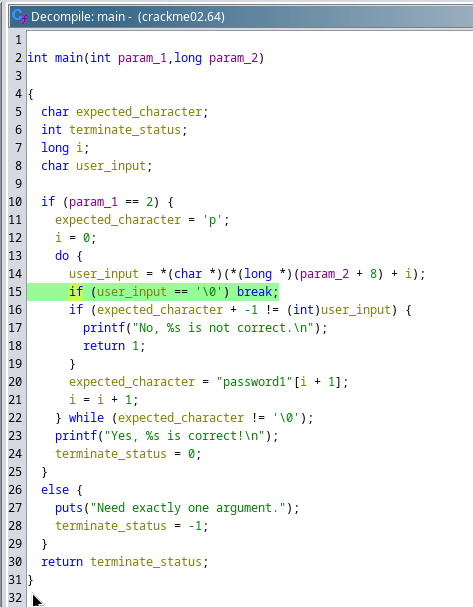 Decompile: main - (crackme02.64)
1
2 int main(int param_1,long param_2)
3
4 {
5   char expected_character;
6   int terminate_status;
7   long i;
8   char user_input;
9
10   if (param_1 == 2) {
11     expected_character = 'p';
12     i = 0;
13     do {
14       user_input = *(char *)(*(long *)(param_2 + 8) + i);
15       if (user_input == '\0') break;
16       if (expected_character + -1 != (int)user_input) {
17         printf("No, %s is not correct.\n");
18         return 1;
19       }
20       expected_character = "password1"[i + 1];
21       i = i + 1;
22     } while (expected_character != '\0');
23     printf("Yes, %s is correct!\n");
24     terminate_status = 0;
25   }
26   else {
27     puts("Need exactly one argument.");
28     terminate_status = -1;
29   }
30   return terminate_status;
31 }
32